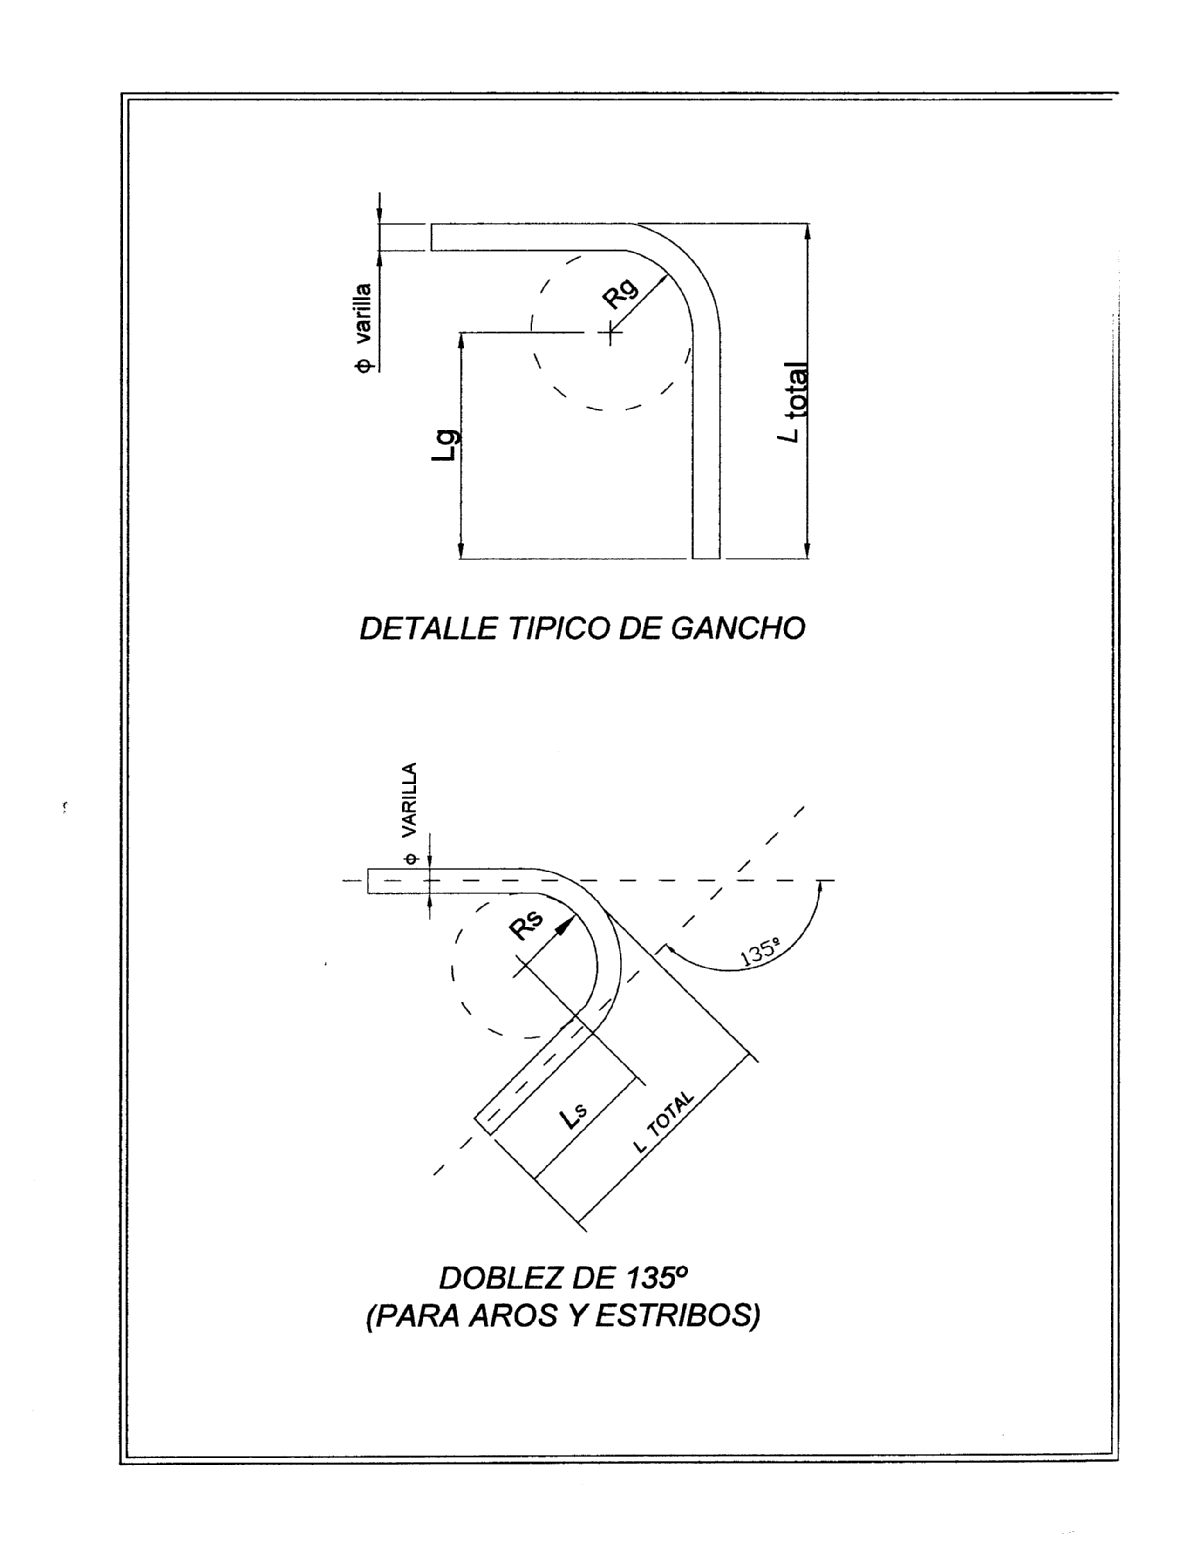 ϕ varilla
Rg
Lg
L total
DETALLE TIPICO DE GANCHO
ϕ VARILLA
Rs
135º
Ls
L TOTAL
DOBLEZ DE 135º
(PARA AROS Y ESTRIBOS)